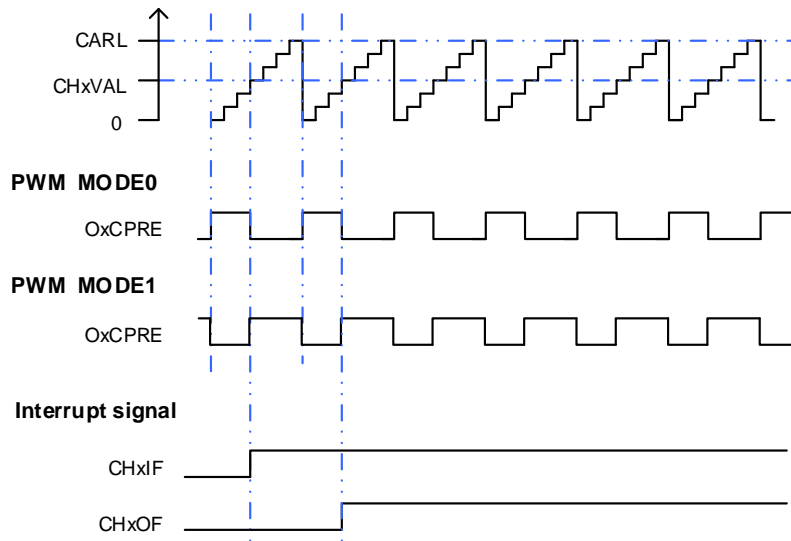 CARL
CHxVAL
0
PWM MODE0
OxCPRE
PWM MODE1
OxCPRE
Interrupt signal
CHxIF
CHxOF